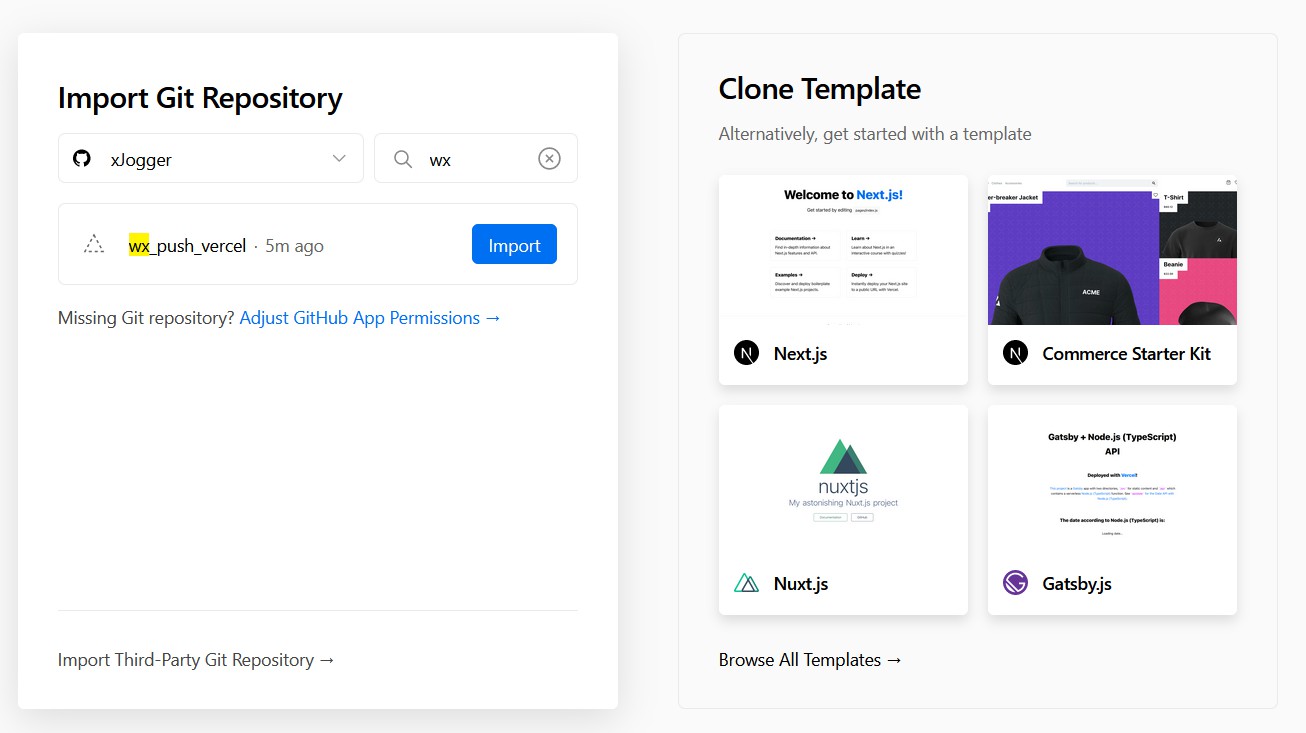 Import Git Repository
xJogger
wx
wx_push_vercel · 5m ago
Import
Missing Git repository? Adjust GitHub App Permissions →
Import Third-Party Git Repository →
Clone Template
Alternatively, get started with a template
Welcome to Next.js!
Get started by editing pages/index.js
Documentation →
Find in-depth information about
Next.js features and API.
Learn →
Learn about Next.js in an
interactive course with quizzes!
Examples →
Discover and deploy boilerplate
example Next.js projects.
Deploy →
Instantly deploy your Next.js site
to a public URL with Vercel.
Next.js
er-breaker Jacket
T-Shirt
Beanie
ACME
Commerce Starter Kit
nuxtjs
My astonishing Nuxt.js project
Documentation
GitHub
Nuxt.js
Gatsby + Node.js (TypeScript)
API
Deployed with Vercel!
The date according to Node.js (TypeScript) is:
Loading date...
Gatsby.js
Browse All Templates →